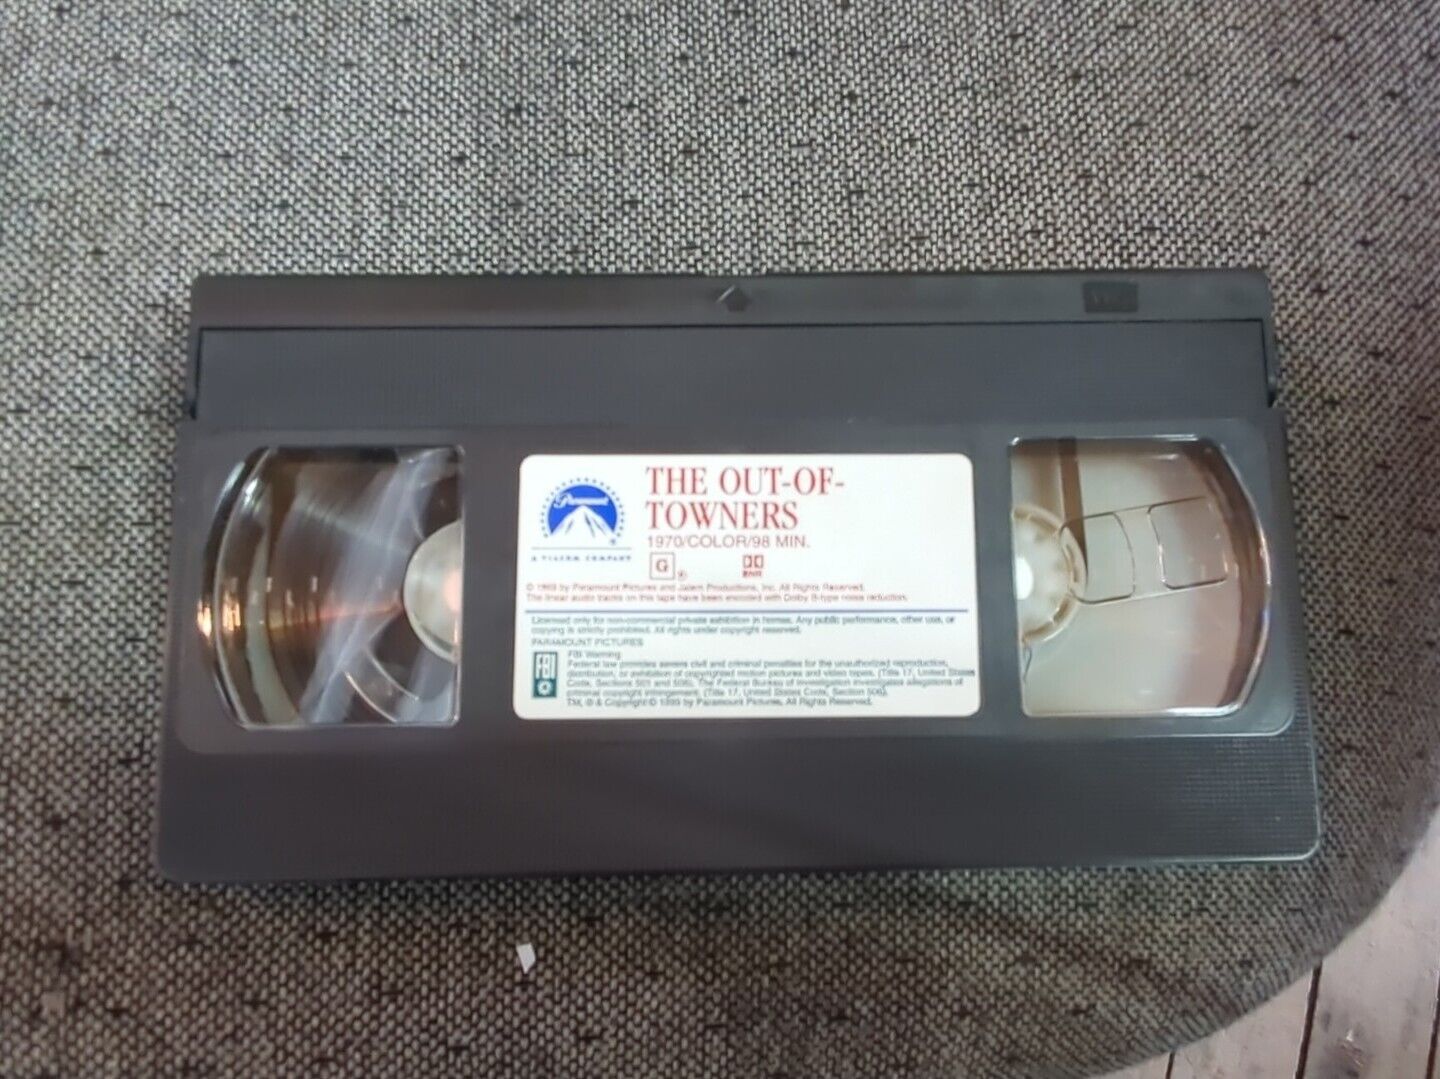 Paramount
A VIACOM COMPANY
THE OUT-OF-
TOWNERS
1970/COLOR/98 MIN.
G
BNR
by Paramount Pictures and Jalem Productions, Inc. All Rights Reserved.
The linear audio tracks on this tape have been encoded with Dolby B-type noise reduction.
Licensed only for non-commercial private exhibition in homes. Any public performance, other use, or
copying is strictly prohibited. All rights under copyright reserved.
PARAMOUNT PICTURES
FBI
FBI Warning
Federal law provides severe civil and criminal penalties for the unauthorized reproduction,
distribution, or exhibition of copyrighted motion pictures and video tapes. (Title 17, United States
Code, Sections 501 and 506). The Federal Bureau of Investigation investigates allegations of
criminal copyright infringement. (Title 17, United States Code, Section 506).
TM, ® & Copyright © 1999 by Paramount Pictures. All Rights Reserved.